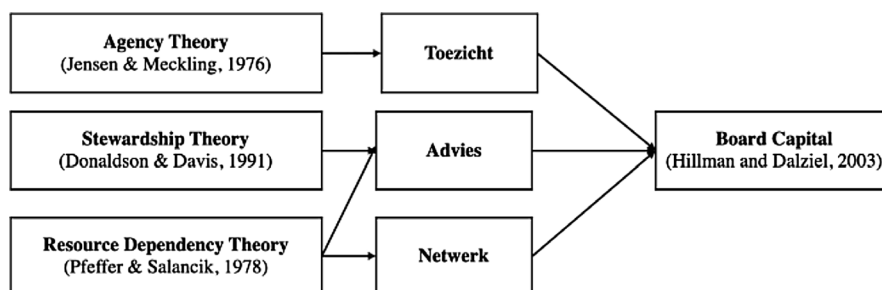 Agency Theory
(Jensen & Meckling, 1976)
Toezicht
Stewardship Theory
(Donaldson & Davis, 1991)
Advies
Board Capital
(Hillman and Dalziel, 2003)
Resource Dependency Theory
(Pfeffer & Salancik, 1978)
Netwerk